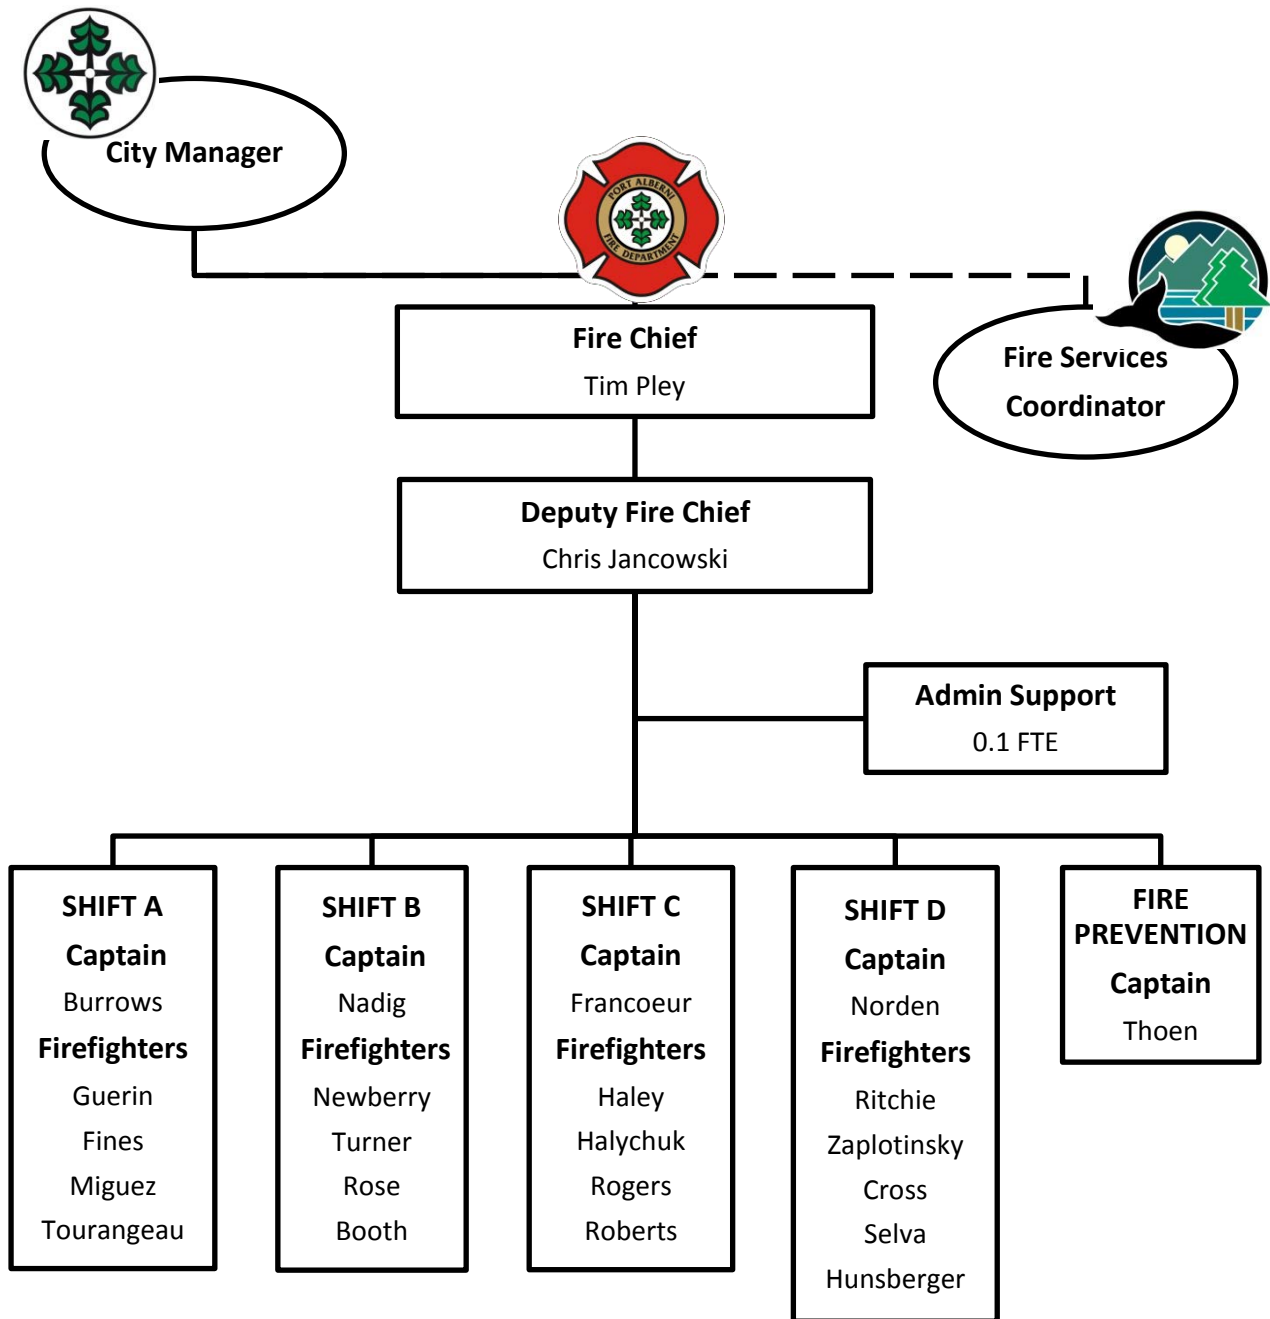 City Manager
PORT ALBERNI
FIRE DEPARTMENT
Fire Chief
Tim Pley
Fire Services
Coordinator
Deputy Fire Chief
Chris Jancowski
Admin Support
0.1 FTE
SHIFT A
Captain
Burrows
Firefighters
Guerin
Fines
Miguez
Tourangeau
SHIFT B
Captain
Nadig
Firefighters
Newberry
Turner
Rose
Booth
SHIFT C
Captain
Francoeur
Firefighters
Haley
Halychuk
Rogers
Roberts
SHIFT D
Captain
Norden
Firefighters
Ritchie
Zaplotinsky
Cross
Selva
Hunsberger
FIRE
PREVENTION
Captain
Thoen